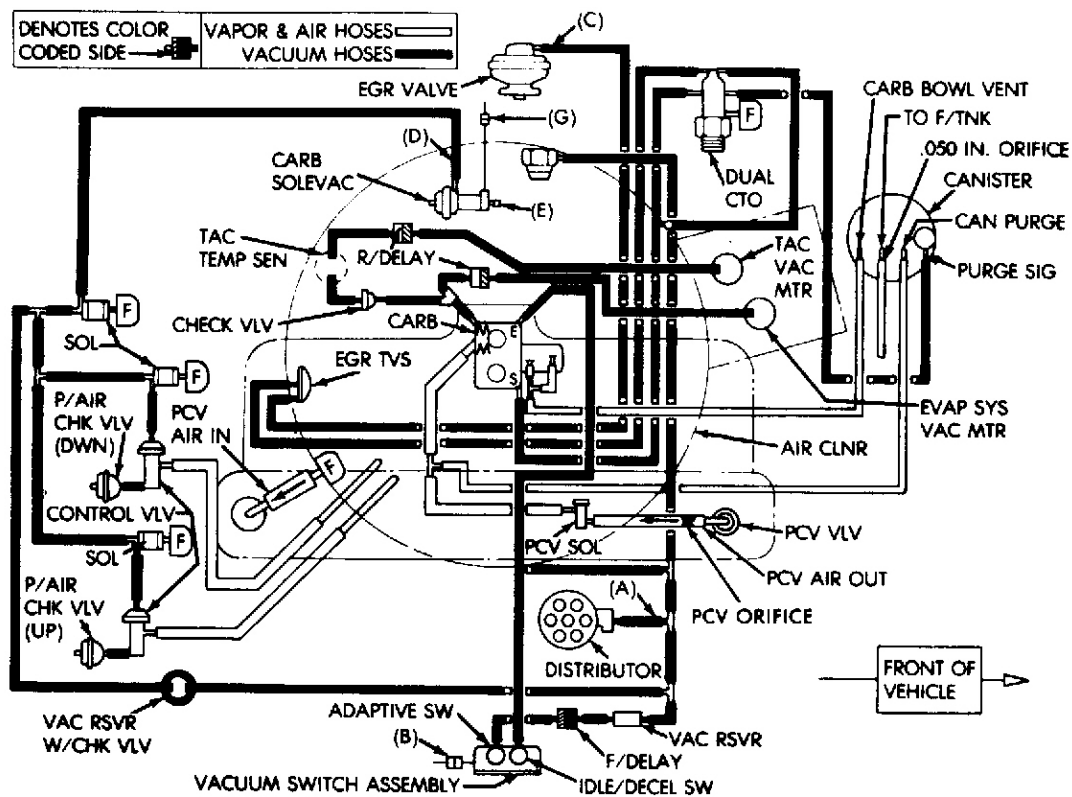 DENOTES COLOR
CODED SIDE
VAPOR & AIR HOSES
VACUUM HOSES
(C)
EGR VALVE
(G)
(D)
CARB
SOLEVAC
(E)
F
DUAL
CTO
CARB BOWL VENT
TO F/TNK
.050 IN. ORIFICE
CANISTER
CAN PURGE
PURGE SIG
TAC
TEMP SEN
R/DELAY
TAC
VAC
MTR
CHECK VLV
CARB
E
S
F
SOL
F
EGR TVS
P/AIR
CHK VLV
(DWN)
PCV
AIR IN
F
EVAP SYS
VAC MTR
AIR CLNR
CONTROL VLV
SOL
F
PCV SOL
PCV VLV
PCV AIR OUT
PCV ORIFICE
P/AIR
CHK VLV
(UP)
(A)
DISTRIBUTOR
FRONT OF
VEHICLE
VAC RSVR
W/CHK VLV
ADAPTIVE SW
(B)
VAC RSVR
F/DELAY
VACUUM SWITCH ASSEMBLY
IDLE/DECEL SW